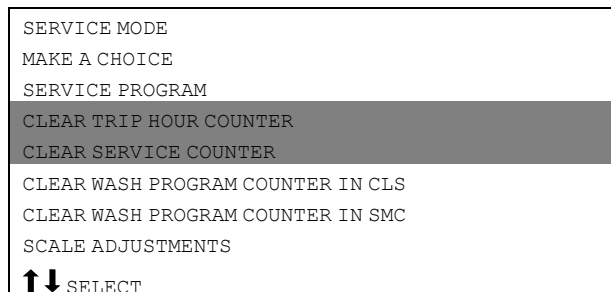 SERVICE MODE
MAKE A CHOICE
SERVICE PROGRAM
CLEAR TRIP HOUR COUNTER
CLEAR SERVICE COUNTER
CLEAR WASH PROGRAM COUNTER IN CLS
CLEAR WASH PROGRAM COUNTER IN SMC
SCALE ADJUSTMENTS
⬆⬇ SELECT